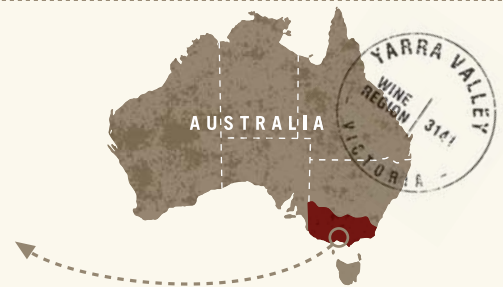 AUSTRALIA
YARRA VALLEY
WINE
REGION
3141
VICTORIA